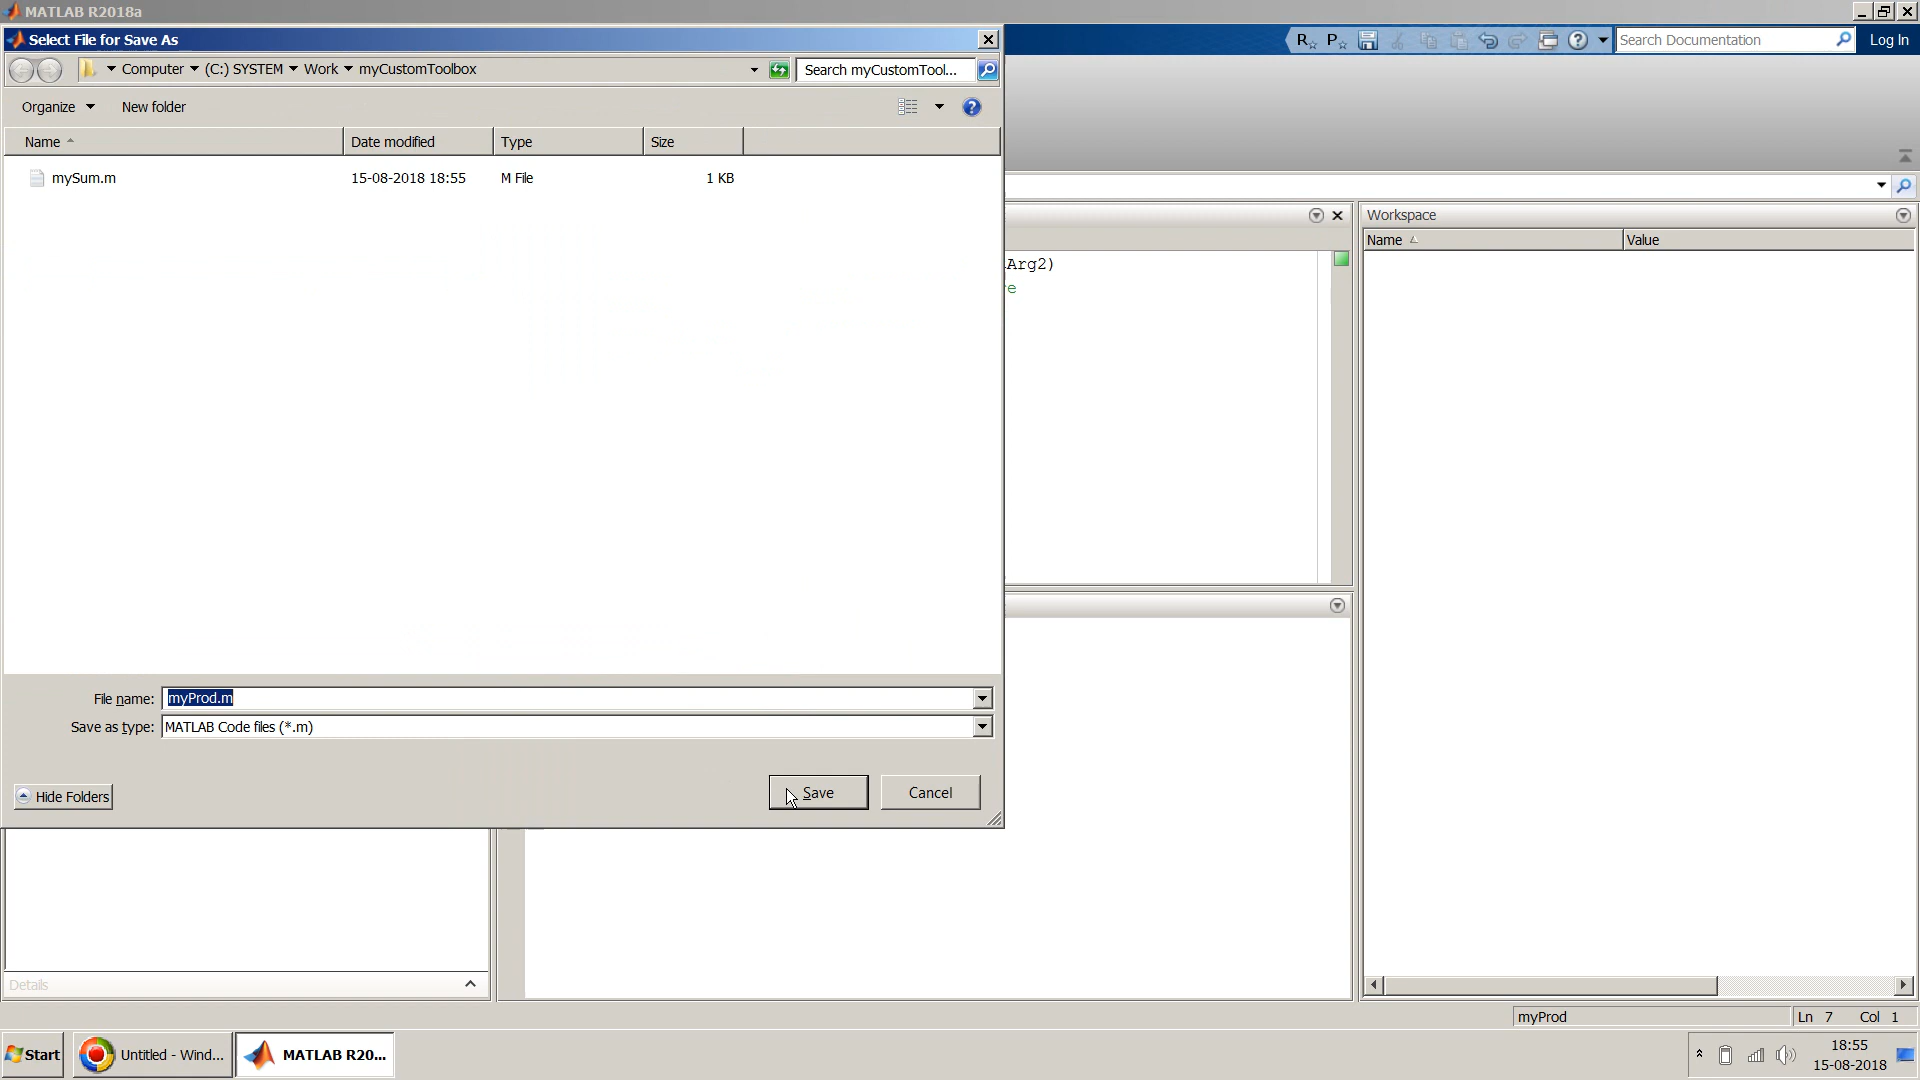 MATLAB R2018a
Select File for Save As
Computer (C:) SYSTEM Work myCustomToolbox
Search myCustomTool...
R P
Search Documentation
Log In
Organize New folder
Name Date modified Type Size
mySum.m 15-08-2018 18:55 M File 1 KB
Workspace
Name Value
Arg2)
File name: myProd.m
Save as type: MATLAB Code files (*.m)
Hide Folders Save Cancel
Details
myProd Ln 7 Col 1
Start Untitled - Wind... MATLAB R20...
18:55
15-08-2018